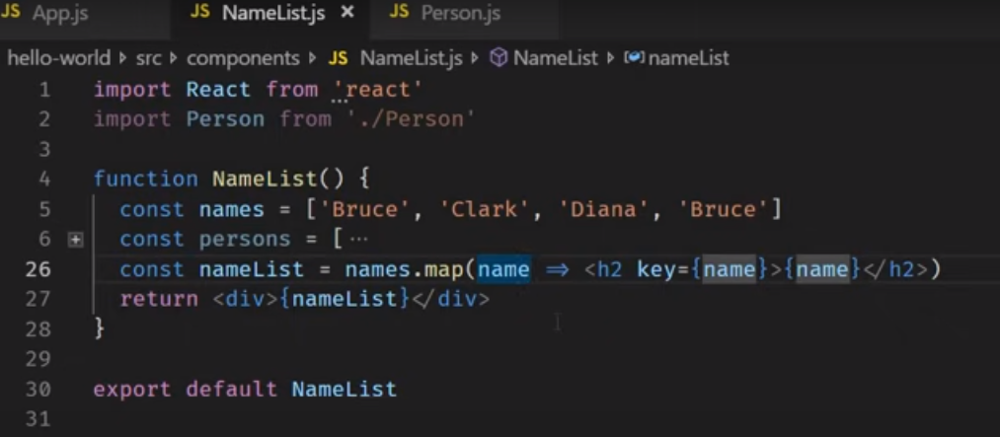 JS App.js JS NameList.js × JS Person.js
hello-world src components JS NameList.js NameList nameList
1 import React from 'react'
2 import Person from './Person'
3
4 function NameList() {
5 const names = ['Bruce', 'Clark', 'Diana', 'Bruce']
6 const persons = [ ⋯
26 const nameList = names.map(name => <h2 key={name}>{name}</h2>)
27 return <div>{nameList}</div>
28 }
29
30 export default NameList
31